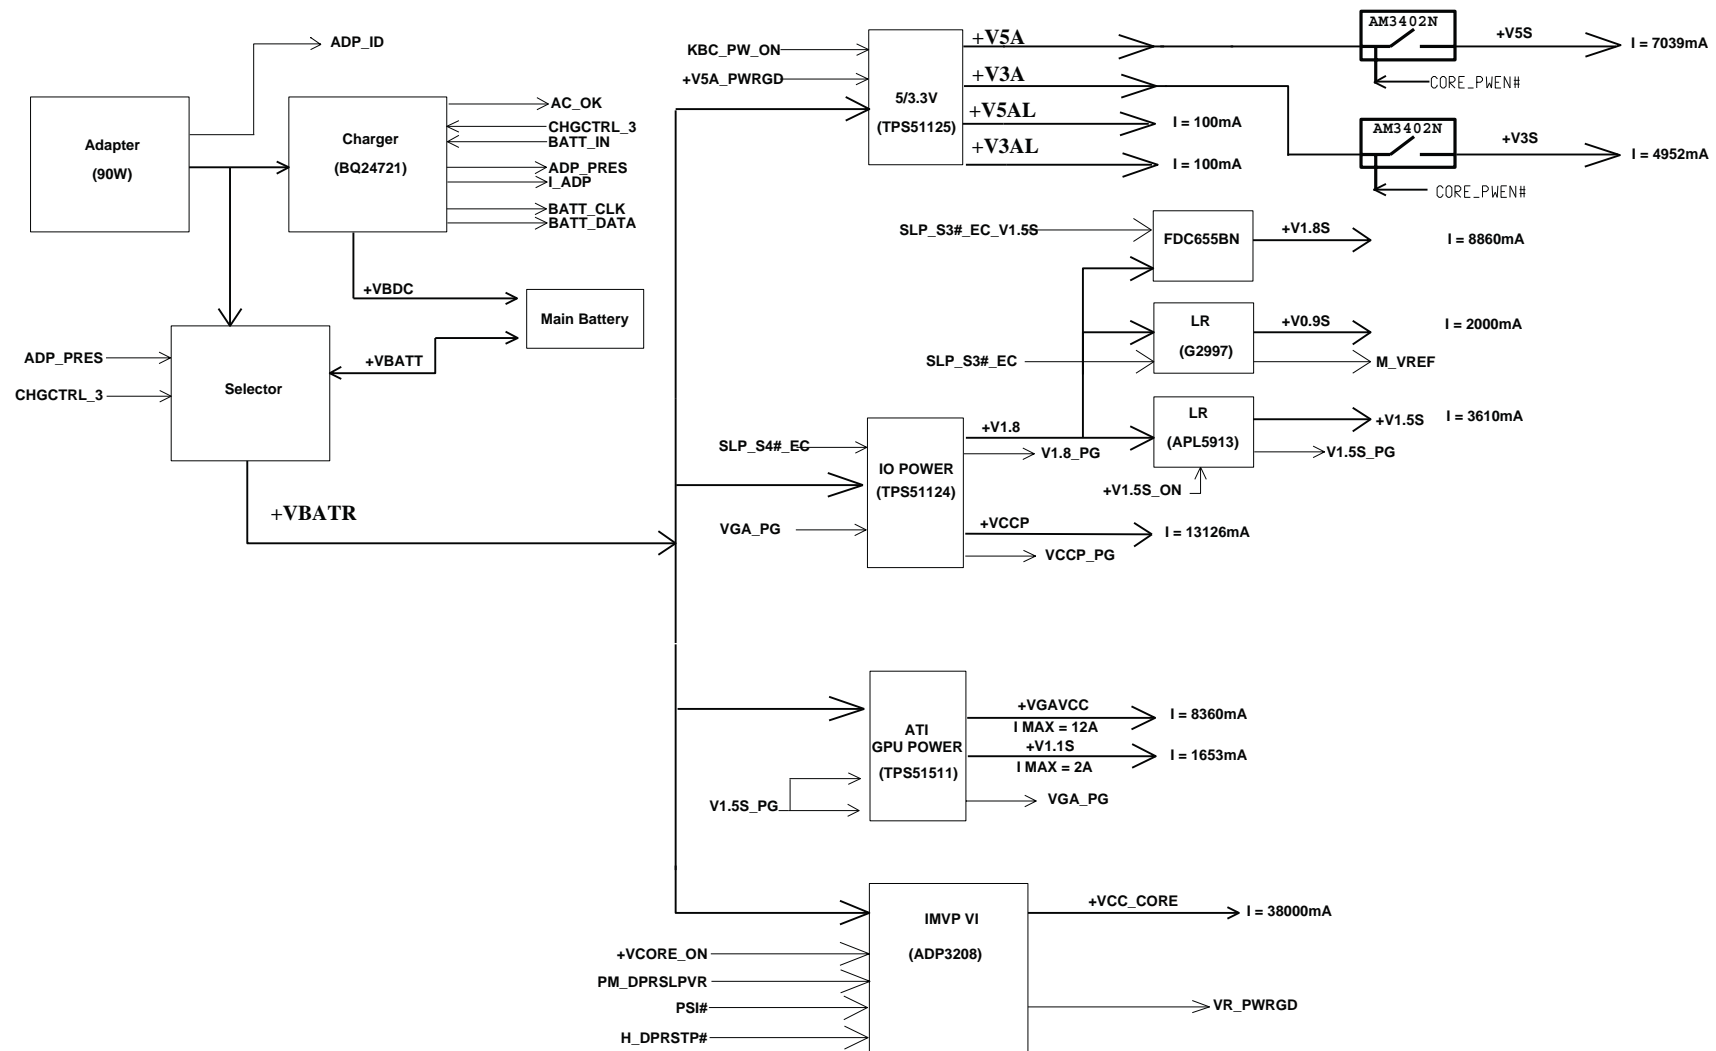 ADP_ID
Adapter
(90W)
Charger
(BQ24721)
AC_OK
CHGCTRL_3
BATT_IN
ADP_PRES
I_ADP
BATT_CLK
BATT_DATA
+VBDC
Main Battery
+VBATT
ADP_PRES
CHGCTRL_3
Selector
+VBATR
KBC_PW_ON
+V5A_PWRGD
5/3.3V
(TPS51125)
+V5A
+V3A
+V5AL
I = 100mA
+V3AL
I = 100mA
AM3402N
+V5S
I = 7039mA
CORE_PWEN#
AM3402N
+V3S
I = 4952mA
CORE_PWEN#
SLP_S3#_EC_V1.5S
FDC655BN
+V1.8S
I = 8860mA
LR
(G2997)
+V0.9S
I = 2000mA
SLP_S3#_EC
M_VREF
LR
(APL5913)
+V1.5S
I = 3610mA
V1.5S_PG
+V1.5S_ON
SLP_S4#_EC
IO POWER
(TPS51124)
+V1.8
V1.8_PG
VGA_PG
+VCCP
I = 13126mA
VCCP_PG
ATI
GPU POWER
(TPS51511)
+VGAVCC
I MAX = 12A
I = 8360mA
+V1.1S
I MAX = 2A
I = 1653mA
V1.5S_PG
VGA_PG
IMVP VI
(ADP3208)
+VCC_CORE
I = 38000mA
+VCORE_ON
PM_DPRSLPVR
PSI#
H_DPRSTP#
VR_PWRGD